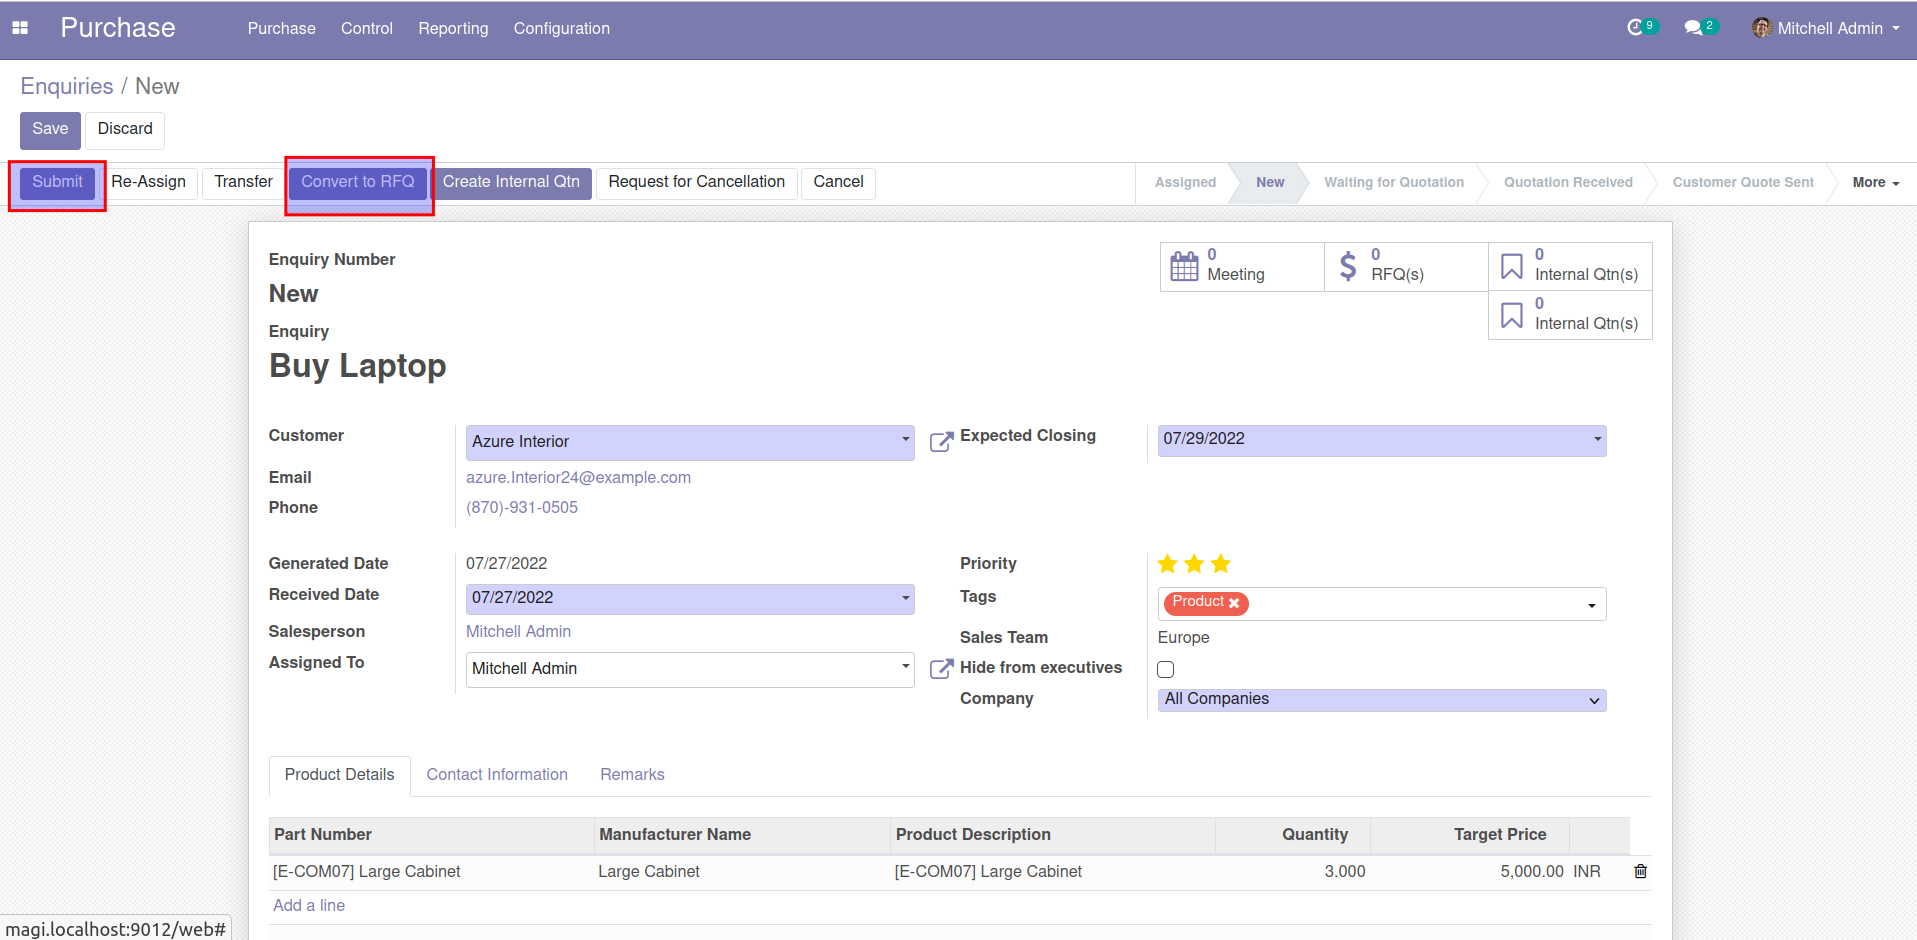 Purchase Purchase Control Reporting Configuration 9 2 Mitchell Admin
Enquiries / New
Save Discard
Submit Re-Assign Transfer Convert to RFQ Create Internal Qtn Request for Cancellation Cancel Assigned New Waiting for Quotation Quotation Received Customer Quote Sent More
Enquiry Number
New
0 Meeting 0 RFQ(s) 0 Internal Qtn(s)
0 Internal Qtn(s)
Enquiry
Buy Laptop
Customer Azure Interior Expected Closing 07/29/2022
Email azure.Interior24@example.com
Phone (870)-931-0505
Generated Date 07/27/2022 Priority
Received Date 07/27/2022 Tags Product
Salesperson Mitchell Admin Sales Team Europe
Assigned To Mitchell Admin Hide from executives
Company All Companies
Product Details Contact Information Remarks
Part Number Manufacturer Name Product Description Quantity Target Price
[E-COM07] Large Cabinet Large Cabinet [E-COM07] Large Cabinet 3.000 5,000.00 INR
Add a line
magi.localhost:9012/web#